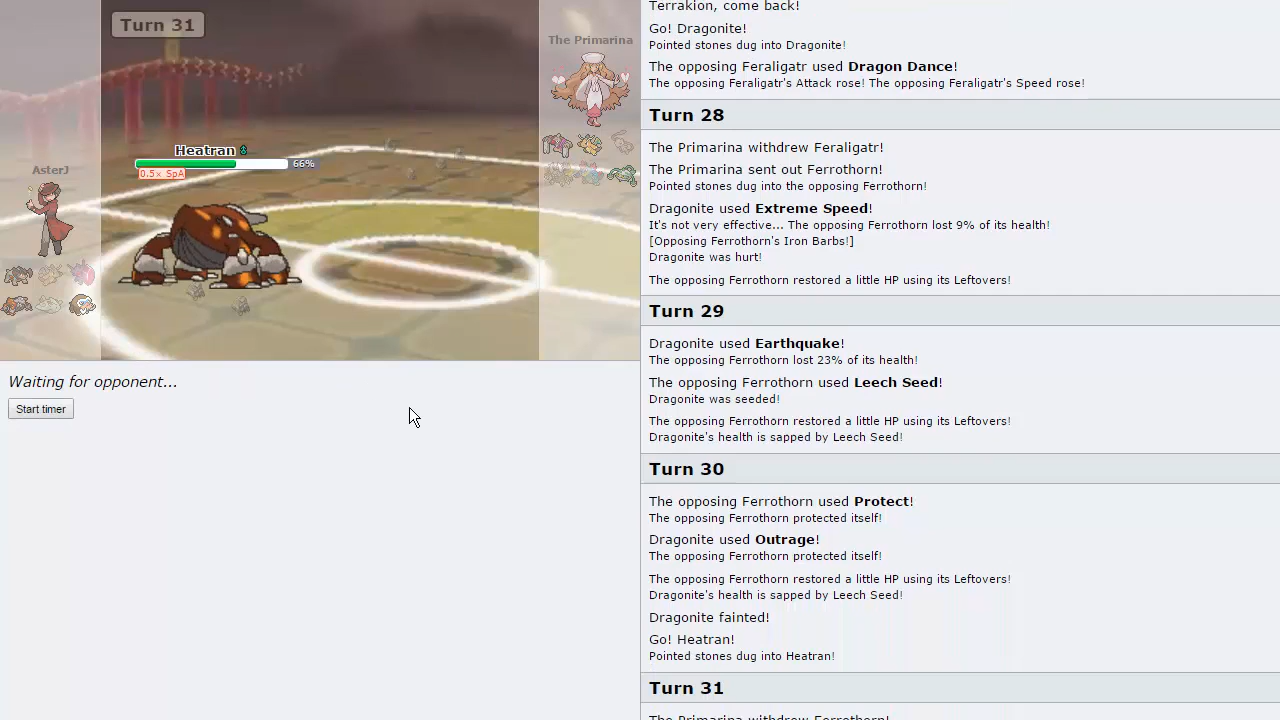 Turn 31
The Primarina
Heatran
66%
0.5× SpA
AsterJ
Waiting for opponent...
Start timer
Terrakion, come back!
Go! Dragonite!
Pointed stones dug into Dragonite!
The opposing Feraligatr used Dragon Dance!
The opposing Feraligatr's Attack rose! The opposing Feraligatr's Speed rose!
Turn 28
The Primarina withdrew Feraligatr!
The Primarina sent out Ferrothorn!
Pointed stones dug into the opposing Ferrothorn!
Dragonite used Extreme Speed!
It's not very effective... The opposing Ferrothorn lost 9% of its health!
[Opposing Ferrothorn's Iron Barbs!]
Dragonite was hurt!
The opposing Ferrothorn restored a little HP using its Leftovers!
Turn 29
Dragonite used Earthquake!
The opposing Ferrothorn lost 23% of its health!
The opposing Ferrothorn used Leech Seed!
Dragonite was seeded!
The opposing Ferrothorn restored a little HP using its Leftovers!
Dragonite's health is sapped by Leech Seed!
Turn 30
The opposing Ferrothorn used Protect!
The opposing Ferrothorn protected itself!
Dragonite used Outrage!
The opposing Ferrothorn protected itself!
The opposing Ferrothorn restored a little HP using its Leftovers!
Dragonite's health is sapped by Leech Seed!
Dragonite fainted!
Go! Heatran!
Pointed stones dug into Heatran!
Turn 31
The Primarina withdrew Ferrothorn!